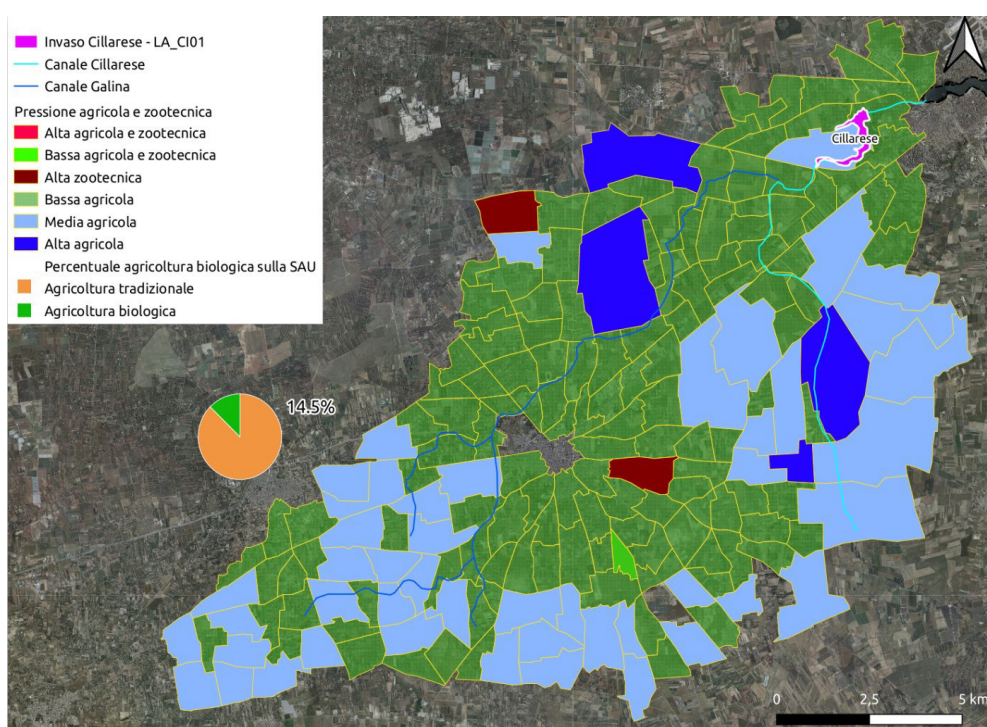 Invaso Cillarese - LA_CI01
Canale Cillarese
Canale Galina
Pressione agricola e zootecnica
Alta agricola e zootecnica
Bassa agricola e zootecnica
Alta zootecnica
Bassa agricola
Media agricola
Alta agricola
Percentuale agricoltura biologica sulla SAU
Agricoltura tradizionale
Agricoltura biologica
Cillarese
14.5%
0 2,5 5 km